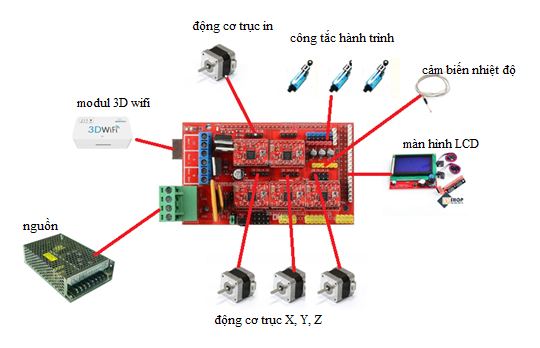 động cơ trục in
công tắc hành trình
cảm biến nhiệt độ
modul 3D wifi
3DWiFi
màn hình LCD
nguồn
động cơ trục X, Y, Z